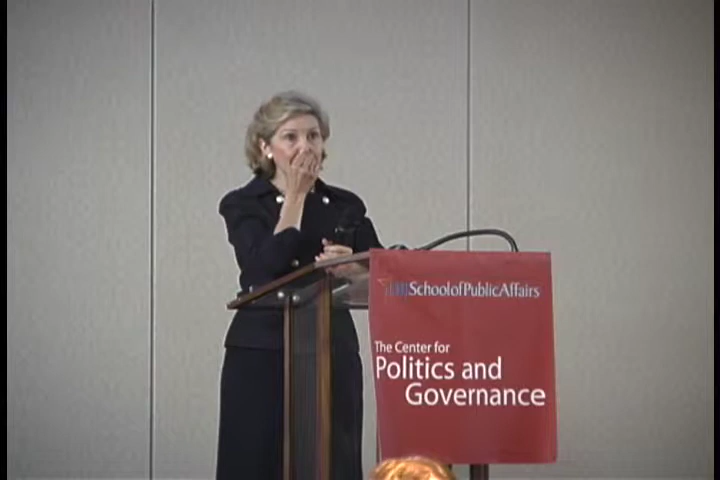 SchoolofPublicAffairs
The Center for
Politics and
Governance